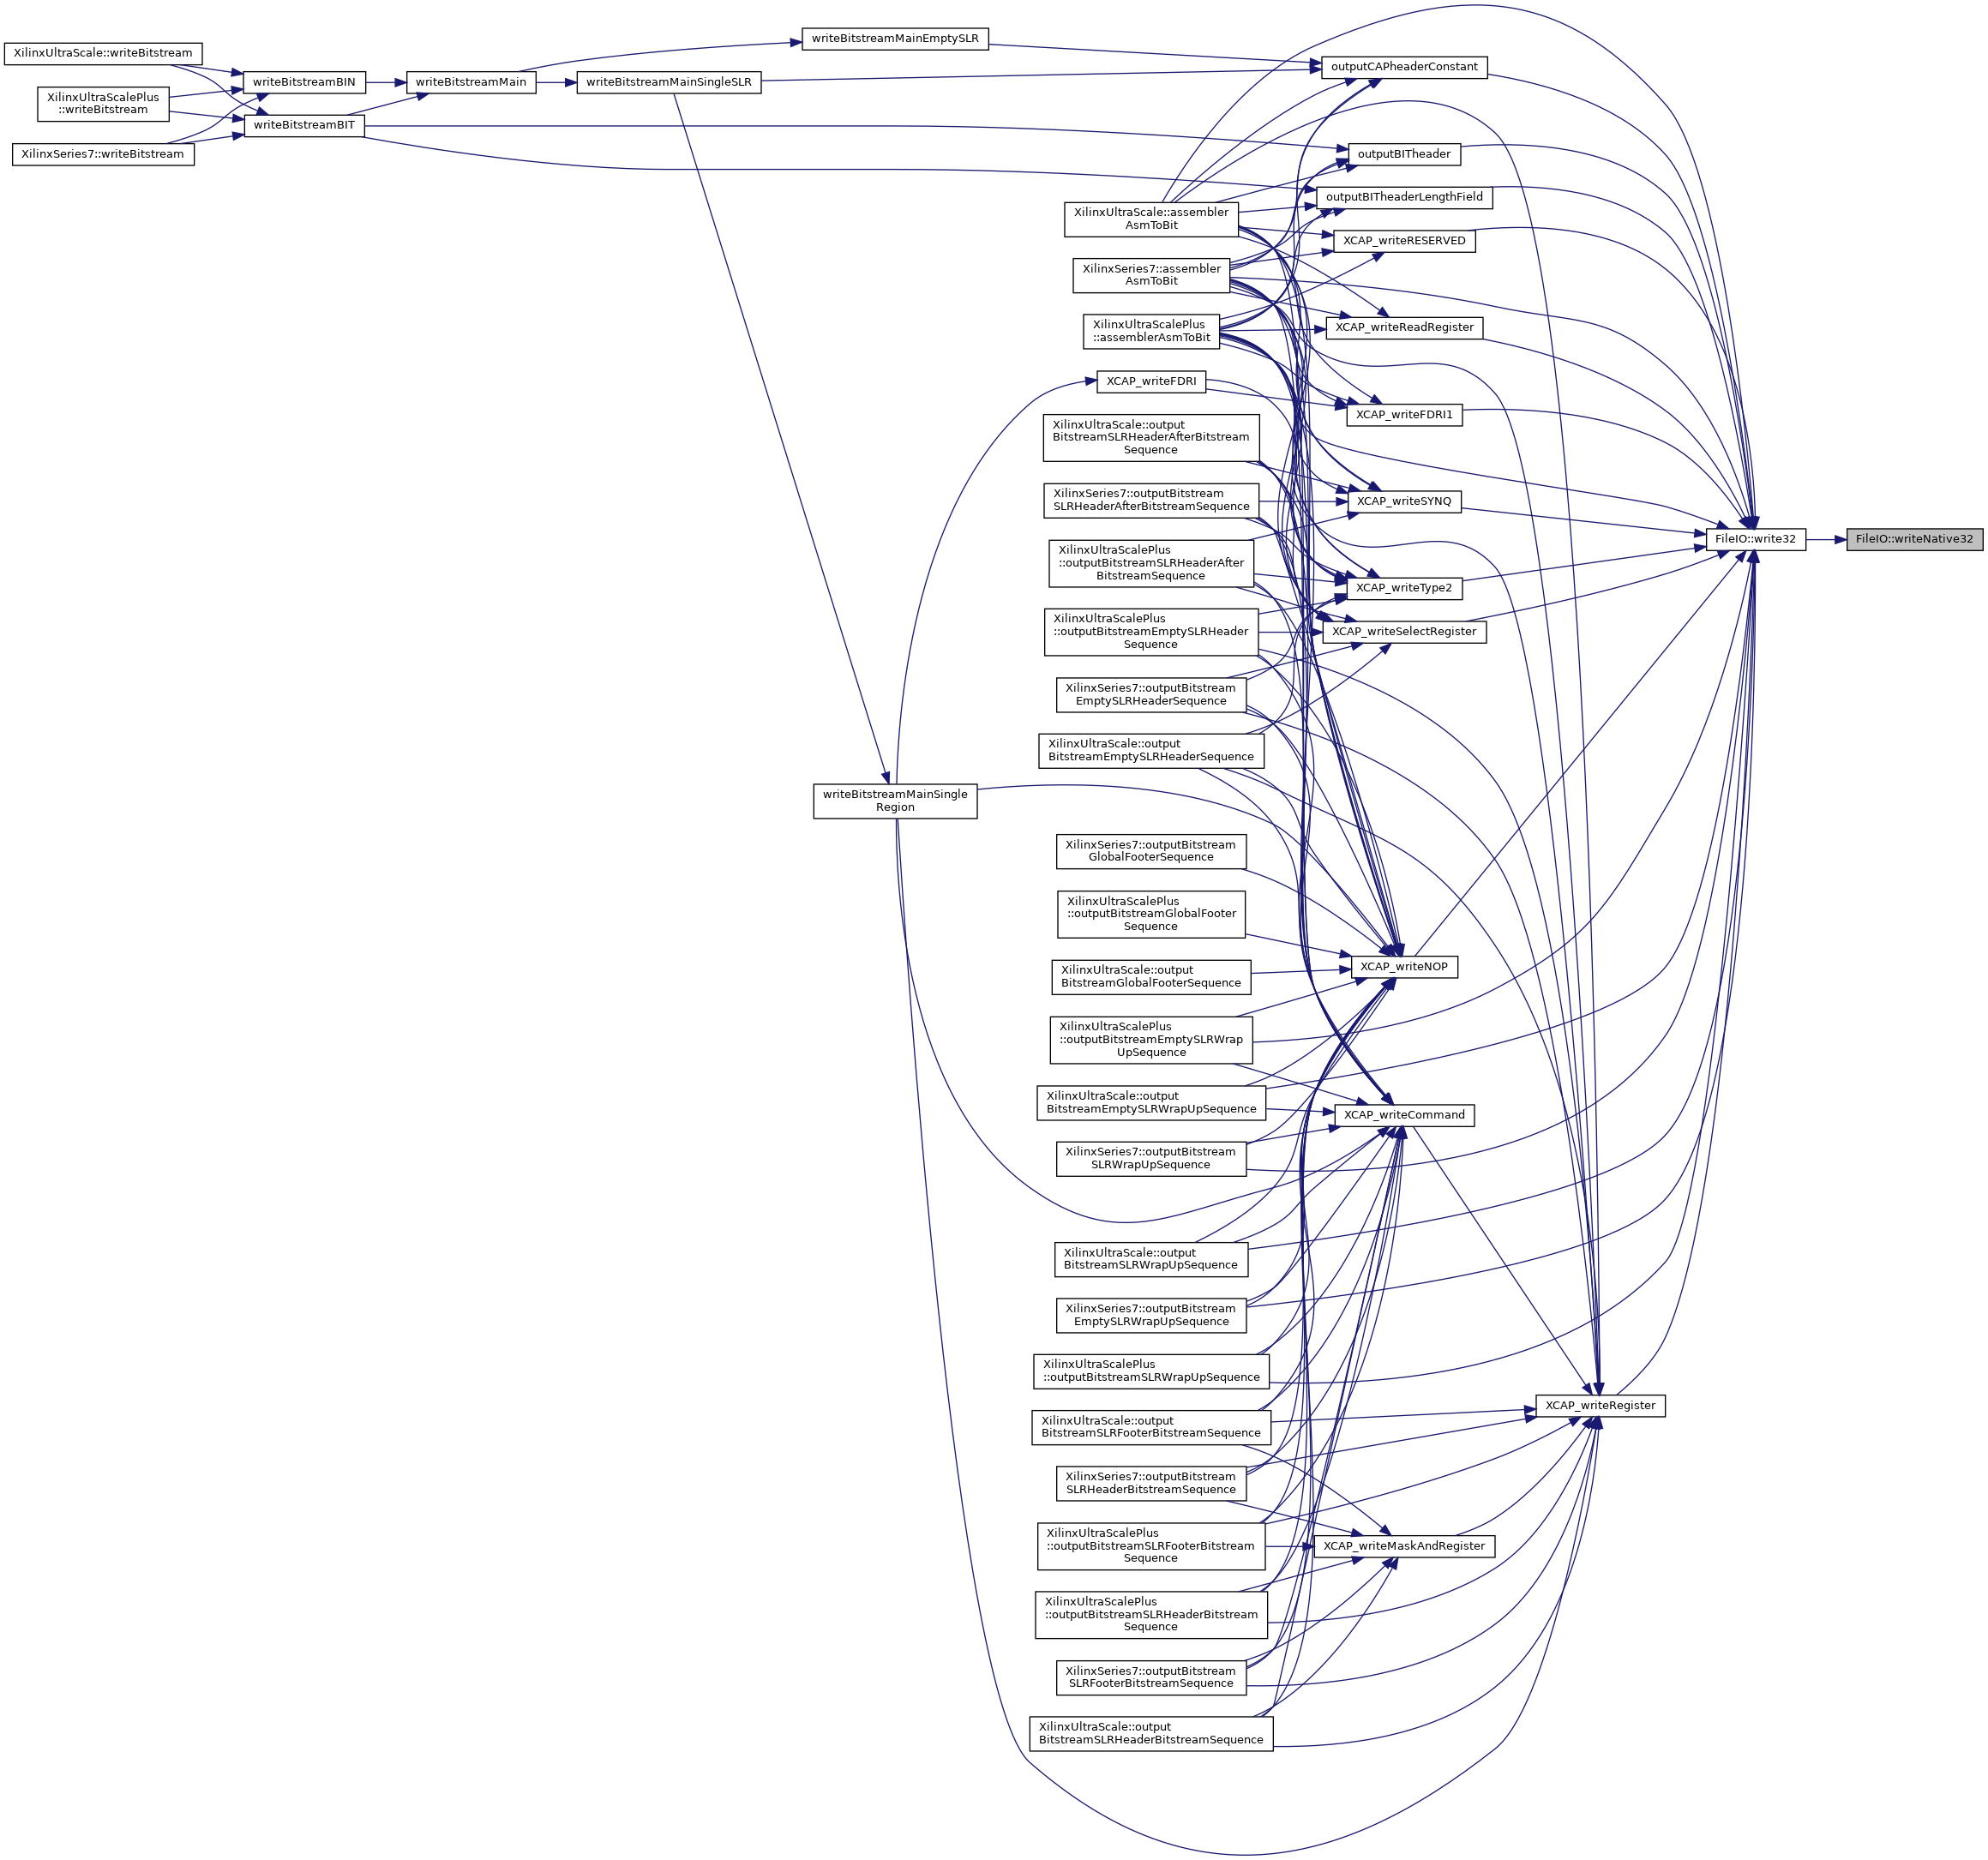 XilinxUltraScale::writeBitstream
XilinxUltraScalePlus
::writeBitstream
XilinxSeries7::writeBitstream
writeBitstreamBIN
writeBitstreamBIT
writeBitstreamMain
writeBitstreamMainEmptySLR
writeBitstreamMainSingleSLR
writeBitstreamMainSingle
Region
XilinxUltraScale::assembler
AsmToBit
XilinxSeries7::assembler
AsmToBit
XilinxUltraScalePlus
::assemblerAsmToBit
XCAP_writeFDRI
XilinxUltraScale::output
BitstreamSLRHeaderAfterBitstream
Sequence
XilinxSeries7::outputBitstream
SLRHeaderAfterBitstreamSequence
XilinxUltraScalePlus
::outputBitstreamSLRHeaderAfter
BitstreamSequence
XilinxUltraScalePlus
::outputBitstreamEmptySLRHeader
Sequence
XilinxSeries7::outputBitstream
EmptySLRHeaderSequence
XilinxUltraScale::output
BitstreamEmptySLRHeaderSequence
XilinxSeries7::outputBitstream
GlobalFooterSequence
XilinxUltraScalePlus
::outputBitstreamGlobalFooter
Sequence
XilinxUltraScale::output
BitstreamGlobalFooterSequence
XilinxUltraScalePlus
::outputBitstreamEmptySLRWrap
UpSequence
XilinxUltraScale::output
BitstreamEmptySLRWrapUpSequence
XilinxSeries7::outputBitstream
SLRWrapUpSequence
XilinxUltraScale::output
BitstreamSLRWrapUpSequence
XilinxSeries7::outputBitstream
EmptySLRWrapUpSequence
XilinxUltraScalePlus
::outputBitstreamSLRWrapUpSequence
XilinxUltraScale::output
BitstreamSLRFooterBitstreamSequence
XilinxSeries7::outputBitstream
SLRHeaderBitstreamSequence
XilinxUltraScalePlus
::outputBitstreamSLRFooterBitstream
Sequence
XilinxUltraScalePlus
::outputBitstreamSLRHeaderBitstream
Sequence
XilinxSeries7::outputBitstream
SLRFooterBitstreamSequence
XilinxUltraScale::output
BitstreamSLRHeaderBitstreamSequence
outputCAPheaderConstant
outputBITheader
outputBITheaderLengthField
XCAP_writeRESERVED
XCAP_writeReadRegister
XCAP_writeFDRI1
XCAP_writeSYNQ
XCAP_writeType2
XCAP_writeSelectRegister
XCAP_writeNOP
XCAP_writeCommand
XCAP_writeMaskAndRegister
XCAP_writeRegister
FileIO::write32
FileIO::writeNative32